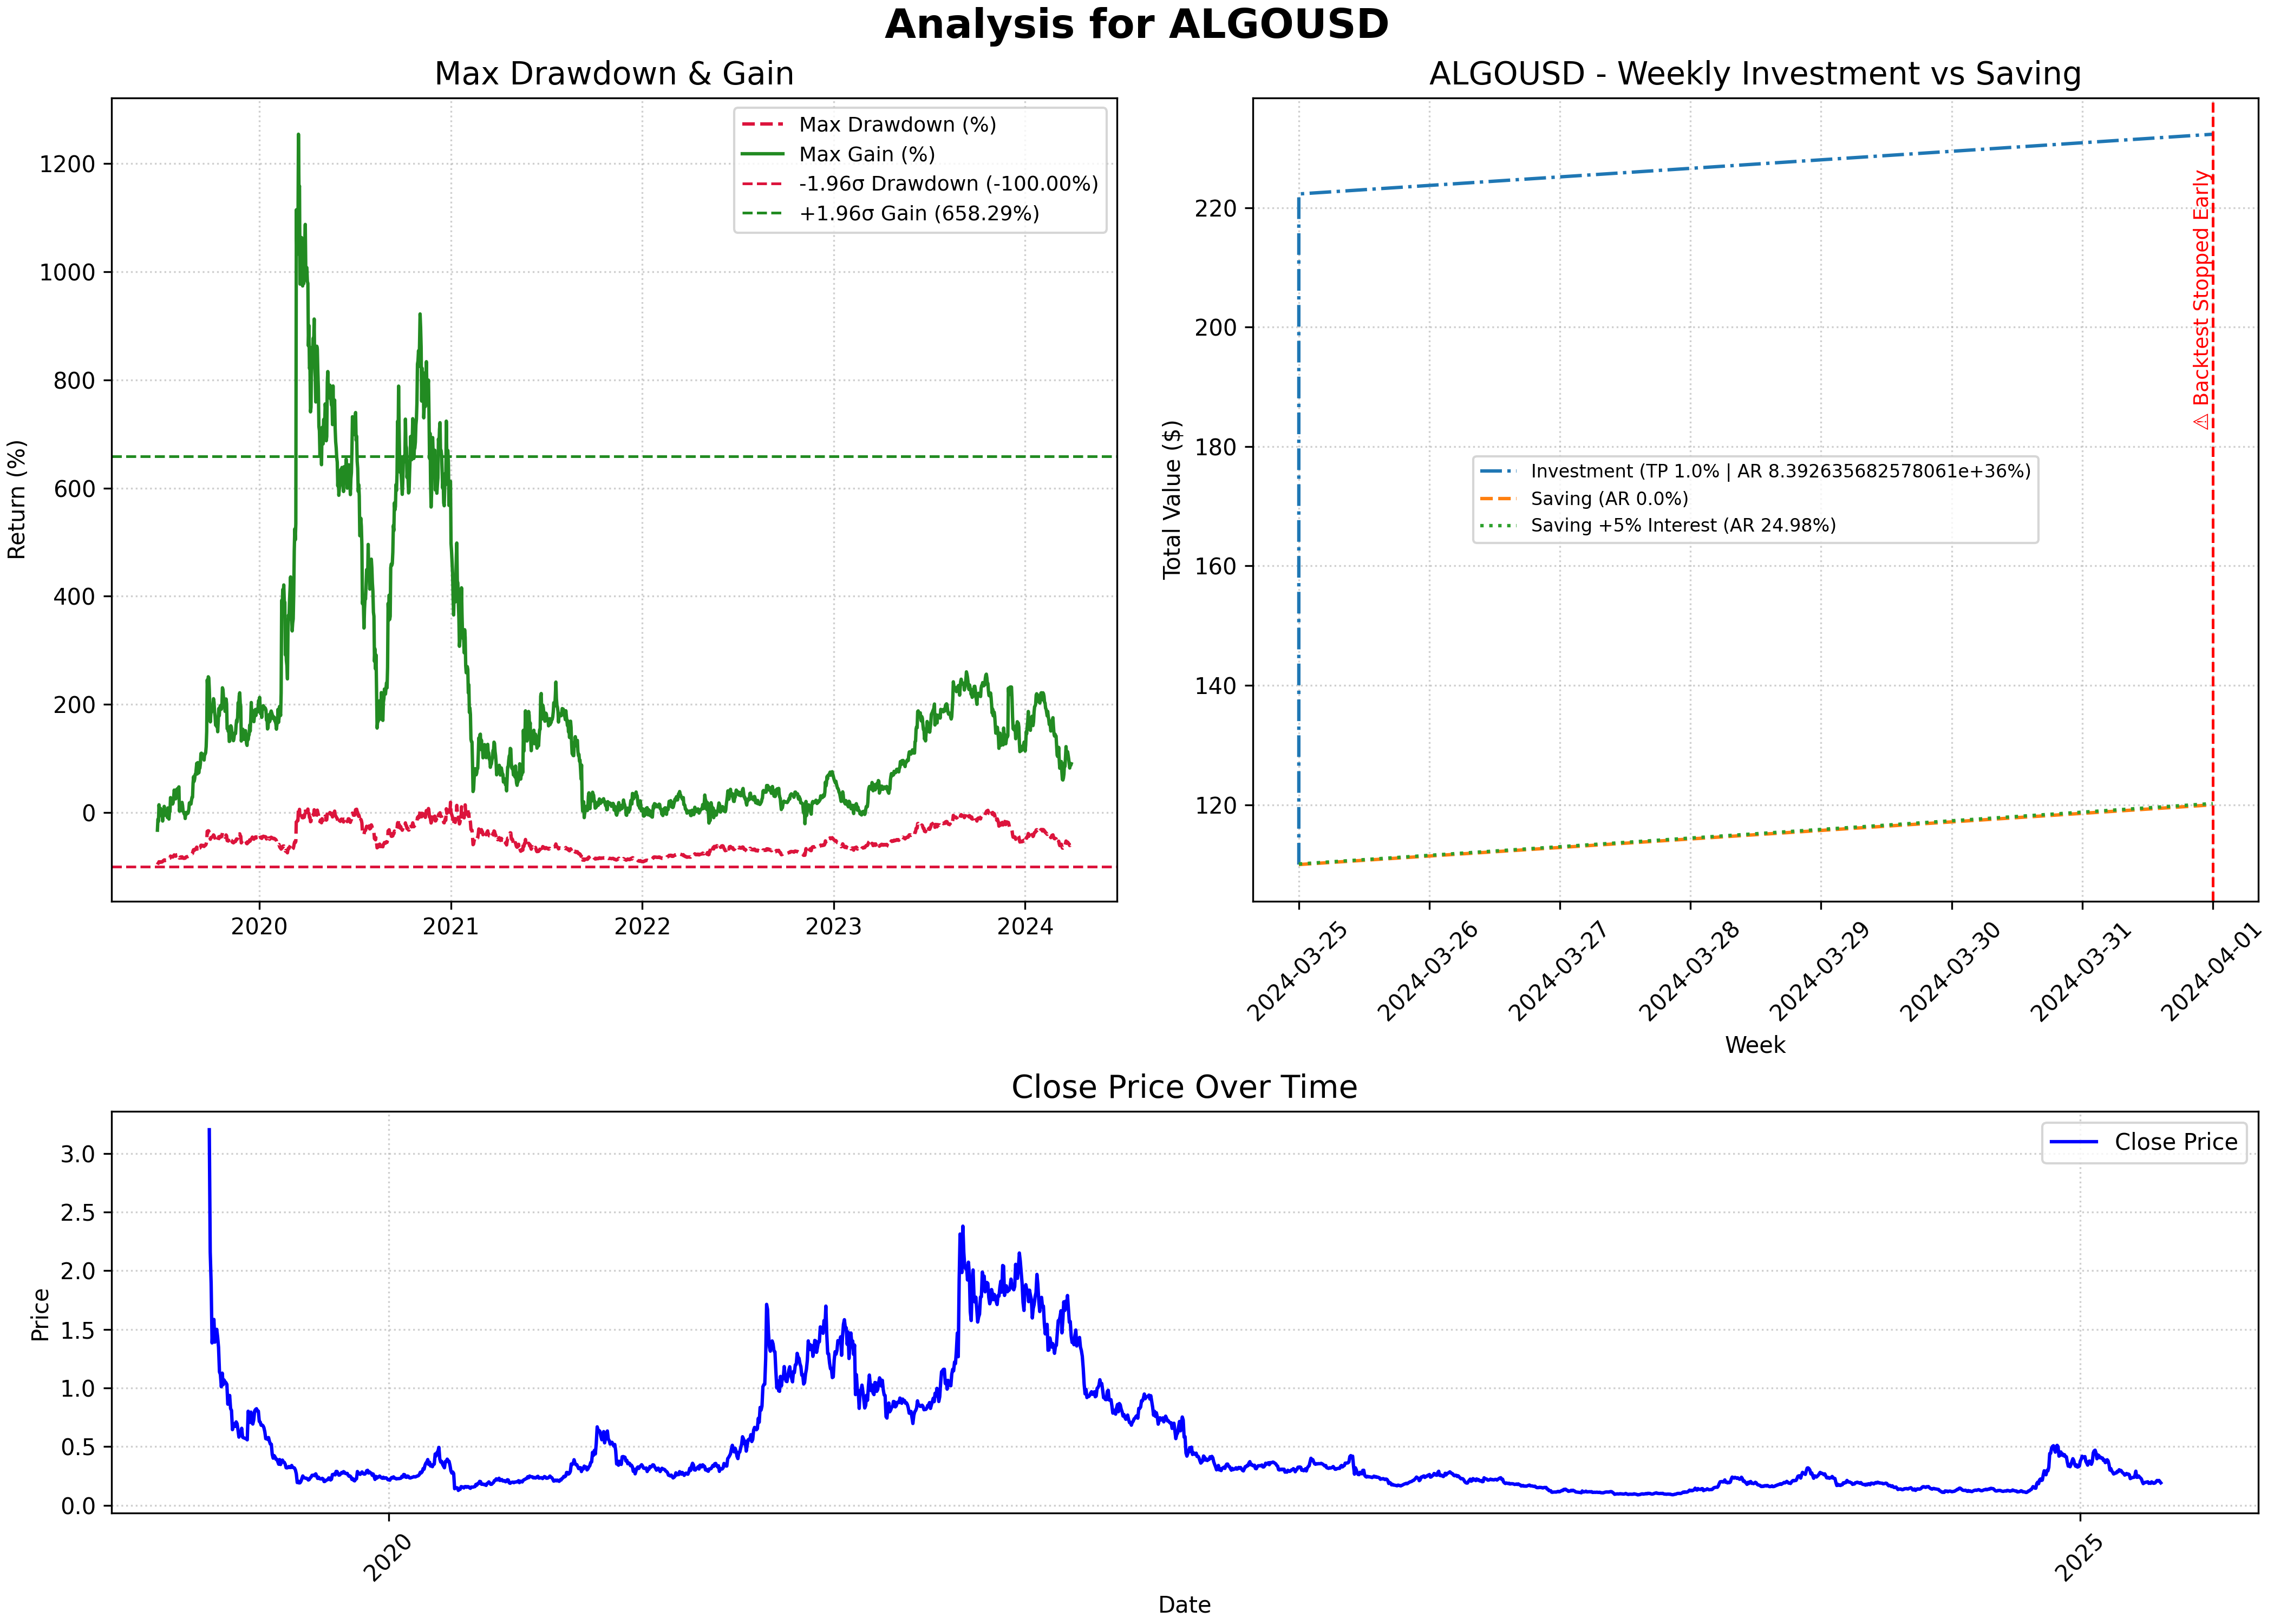 Analysis for ALGOUSD
Max Drawdown & Gain
Return (%)
1200
1000
800
600
400
200
0
2020
2021
2022
2023
2024
Max Drawdown (%)
Max Gain (%)
-1.96σ Drawdown (-100.00%)
+1.96σ Gain (658.29%)
ALGOUSD - Weekly Investment vs Saving
Total Value ($)
220
200
180
160
140
120
⚠ Backtest Stopped Early
Investment (TP 1.0% | AR 8.392635682578061e+36%)
Saving (AR 0.0%)
Saving +5% Interest (AR 24.98%)
2024-03-25
2024-03-26
2024-03-27
2024-03-28
2024-03-29
2024-03-30
2024-03-31
2024-04-01
Week
Close Price Over Time
Price
3.0
2.5
2.0
1.5
1.0
0.5
0.0
Close Price
2020
2025
Date